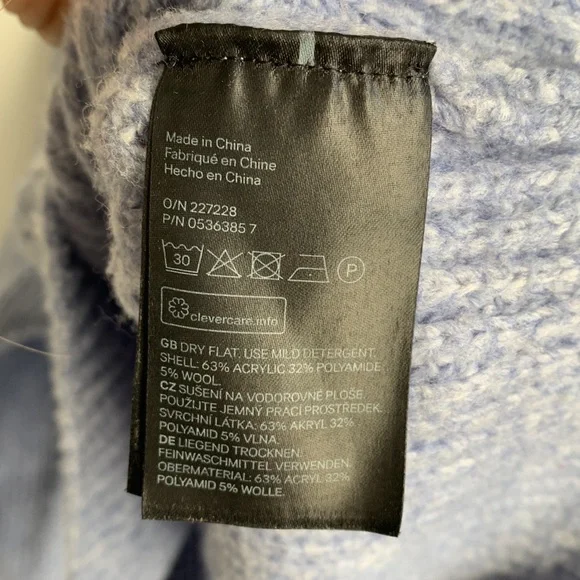 Made in China
Fabriqué en Chine
Hecho en China
O/N 227228
P/N 0536385 7
30
P
clevercare.info
GB DRY FLAT. USE MILD DETERGENT.
SHELL: 63% ACRYLIC 32% POLYAMIDE
5% WOOL.
CZ SUŠENÍ NA VODOROVNÉ PLOŠE.
POUŽIJTE JEMNÝ PRACÍ PROSTŘEDEK.
SVRCHNÍ LÁTKA: 63% AKRYL 32%
POLYAMID 5% VLNA.
DE LIEGEND TROCKNEN.
FEINWASCHMITTEL VERWENDEN.
OBERMATERIAL: 63% ACRYL 32%
POLYAMID 5% WOLLE.